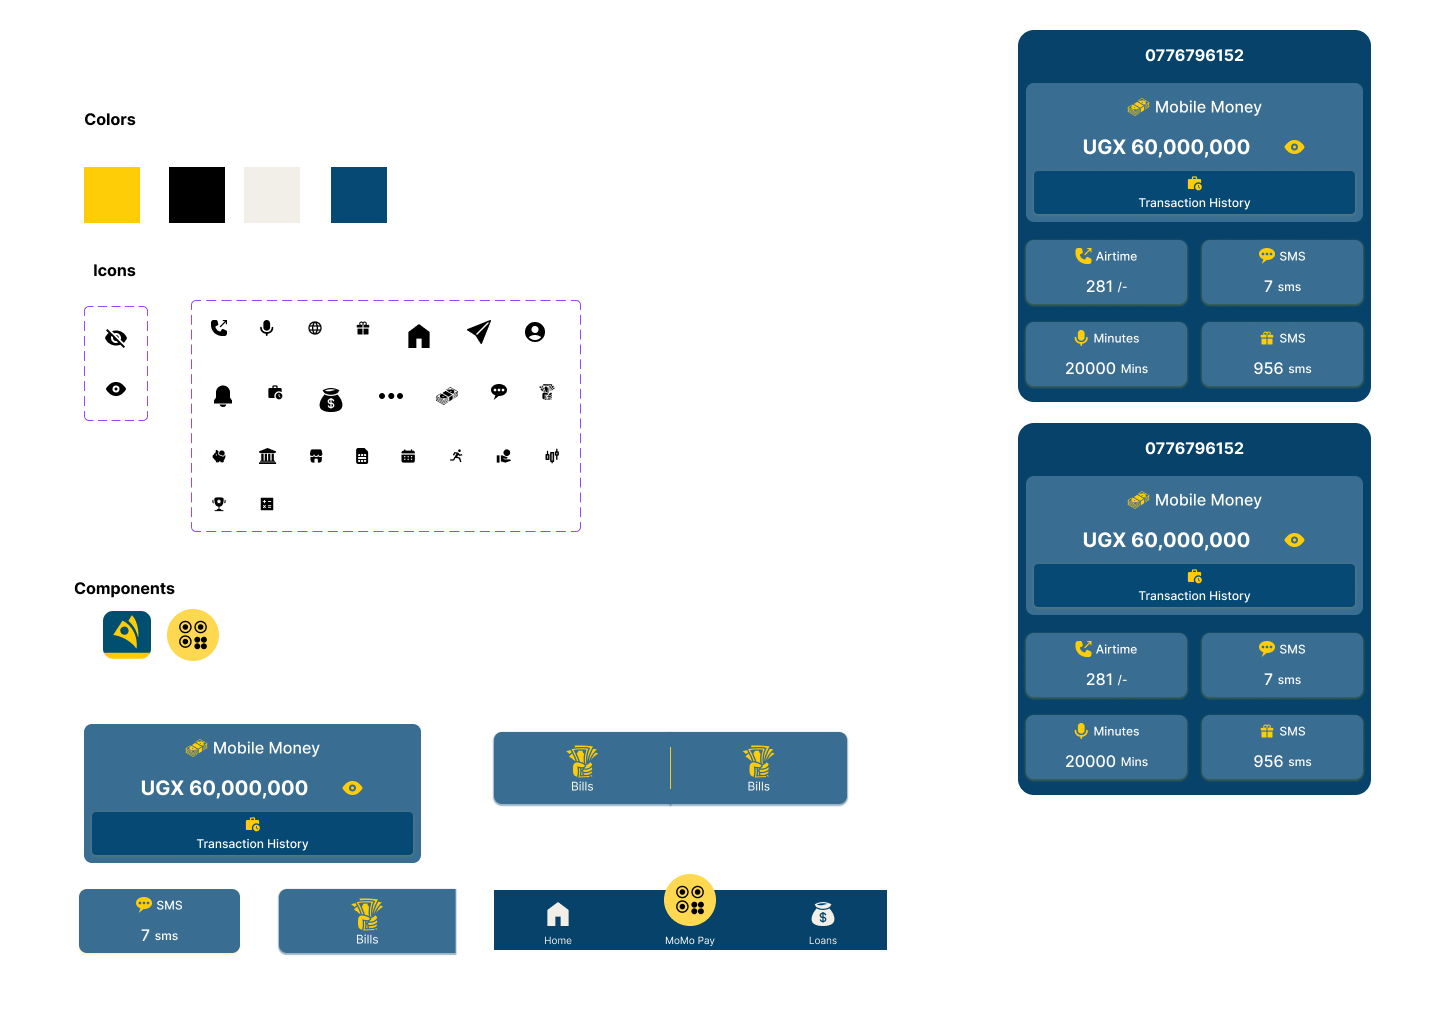 Colors
Icons
Components
Mobile Money
UGX 60,000,000
Transaction History
SMS
7 sms
Bills
Bills
Bills
Home
MoMo Pay
Loans
0776796152
Mobile Money
UGX 60,000,000
Transaction History
Airtime
281 /-
SMS
7 sms
Minutes
20000 Mins
SMS
956 sms
0776796152
Mobile Money
UGX 60,000,000
Transaction History
Airtime
281 /-
SMS
7 sms
Minutes
20000 Mins
SMS
956 sms